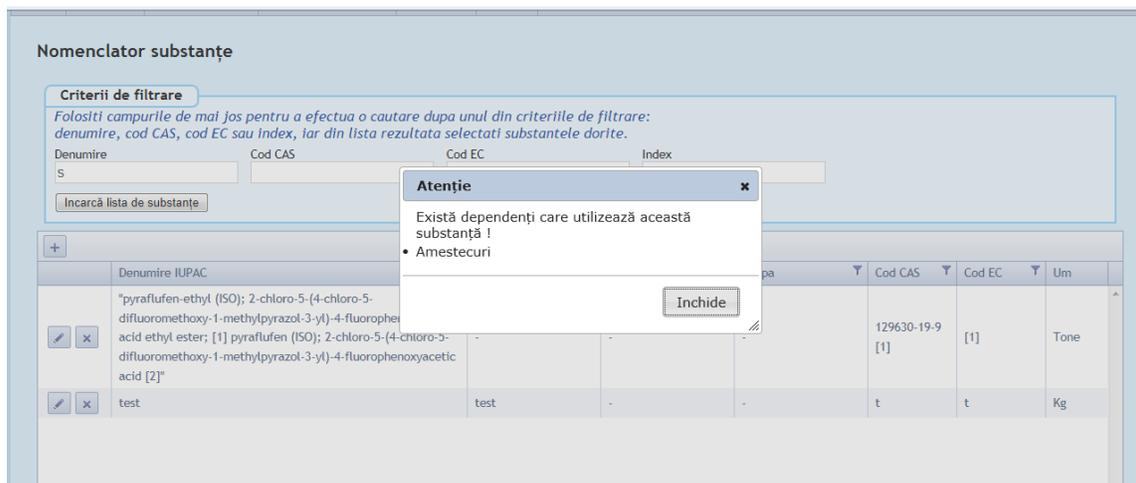 Nomenclator substanțe
Criterii de filtrare
Folositi campurile de mai jos pentru a efectua o cautare dupa unul din criteriile de filtrare:
denumire, cod CAS, cod EC sau index, iar din lista rezultata selectati substantele dorite.
Denumire Cod CAS Cod EC Index
s
Incarcă lista de substanțe
Atenție
Există dependenți care utilizează această
substanță !
• Amestecuri
Inchide
Denumire IUPAC Cod CAS Cod EC Um
"pyraflufen-ethyl (ISO); 2-chloro-5-(4-chloro-5-
difluoromethoxy-1-methylpyrazol-3-yl)-4-fluorophen
acid ethyl ester; [1] pyraflufen (ISO); 2-chloro-5-(4-chloro-5-
difluoromethoxy-1-methylpyrazol-3-yl)-4-fluorophenoxyacetic
acid [2]"
- - - 129630-19-9
[1] [1] Tone
test test - - t t Kg